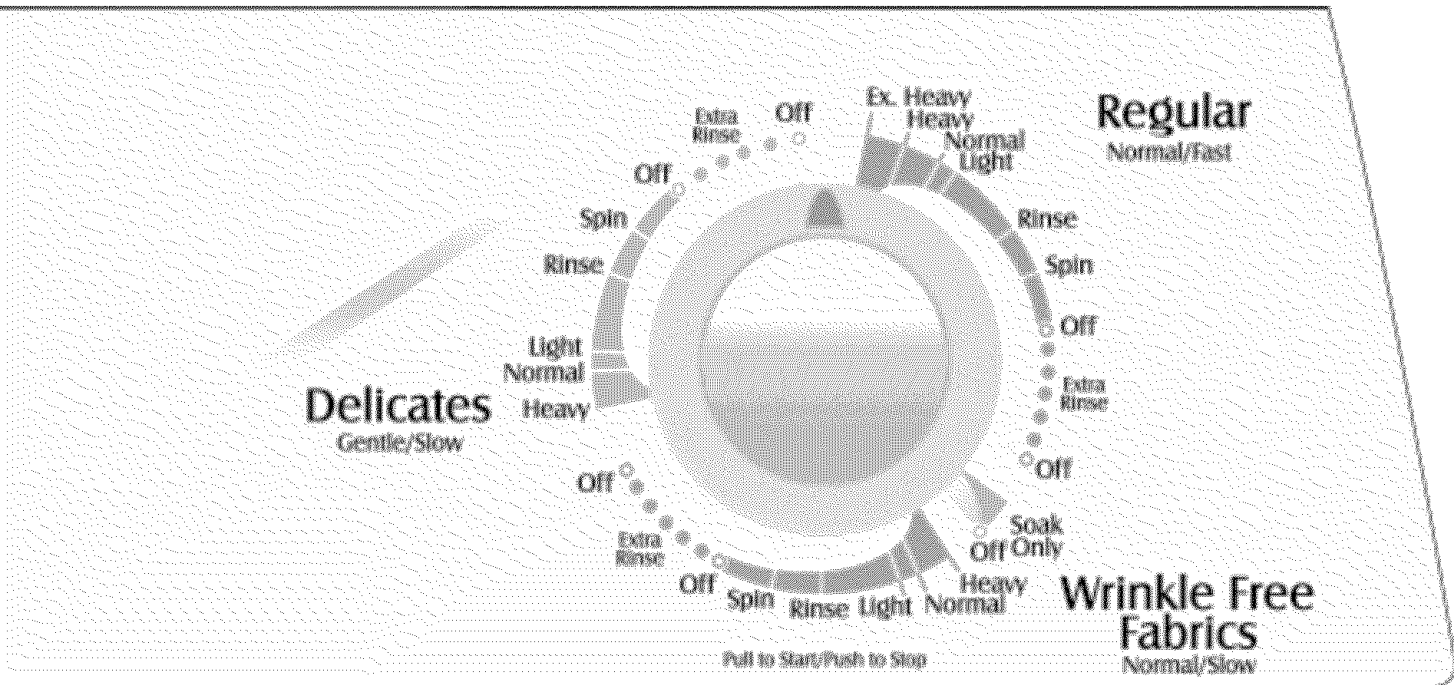 Regular
Normal/Fast
Ex. Heavy
Heavy
Normal
Light
Rinse
Spin
Off
Extra
Rinse
Off
Soak
Only
Off
Wrinkle Free
Fabrics
Normal/Slow
Heavy
Normal
Light
Rinse
Spin
Off
Extra
Rinse
Off
Delicates
Gentle/Slow
Heavy
Normal
Light
Rinse
Spin
Off
Extra
Rinse
Off
Pull to Start/Push to Stop